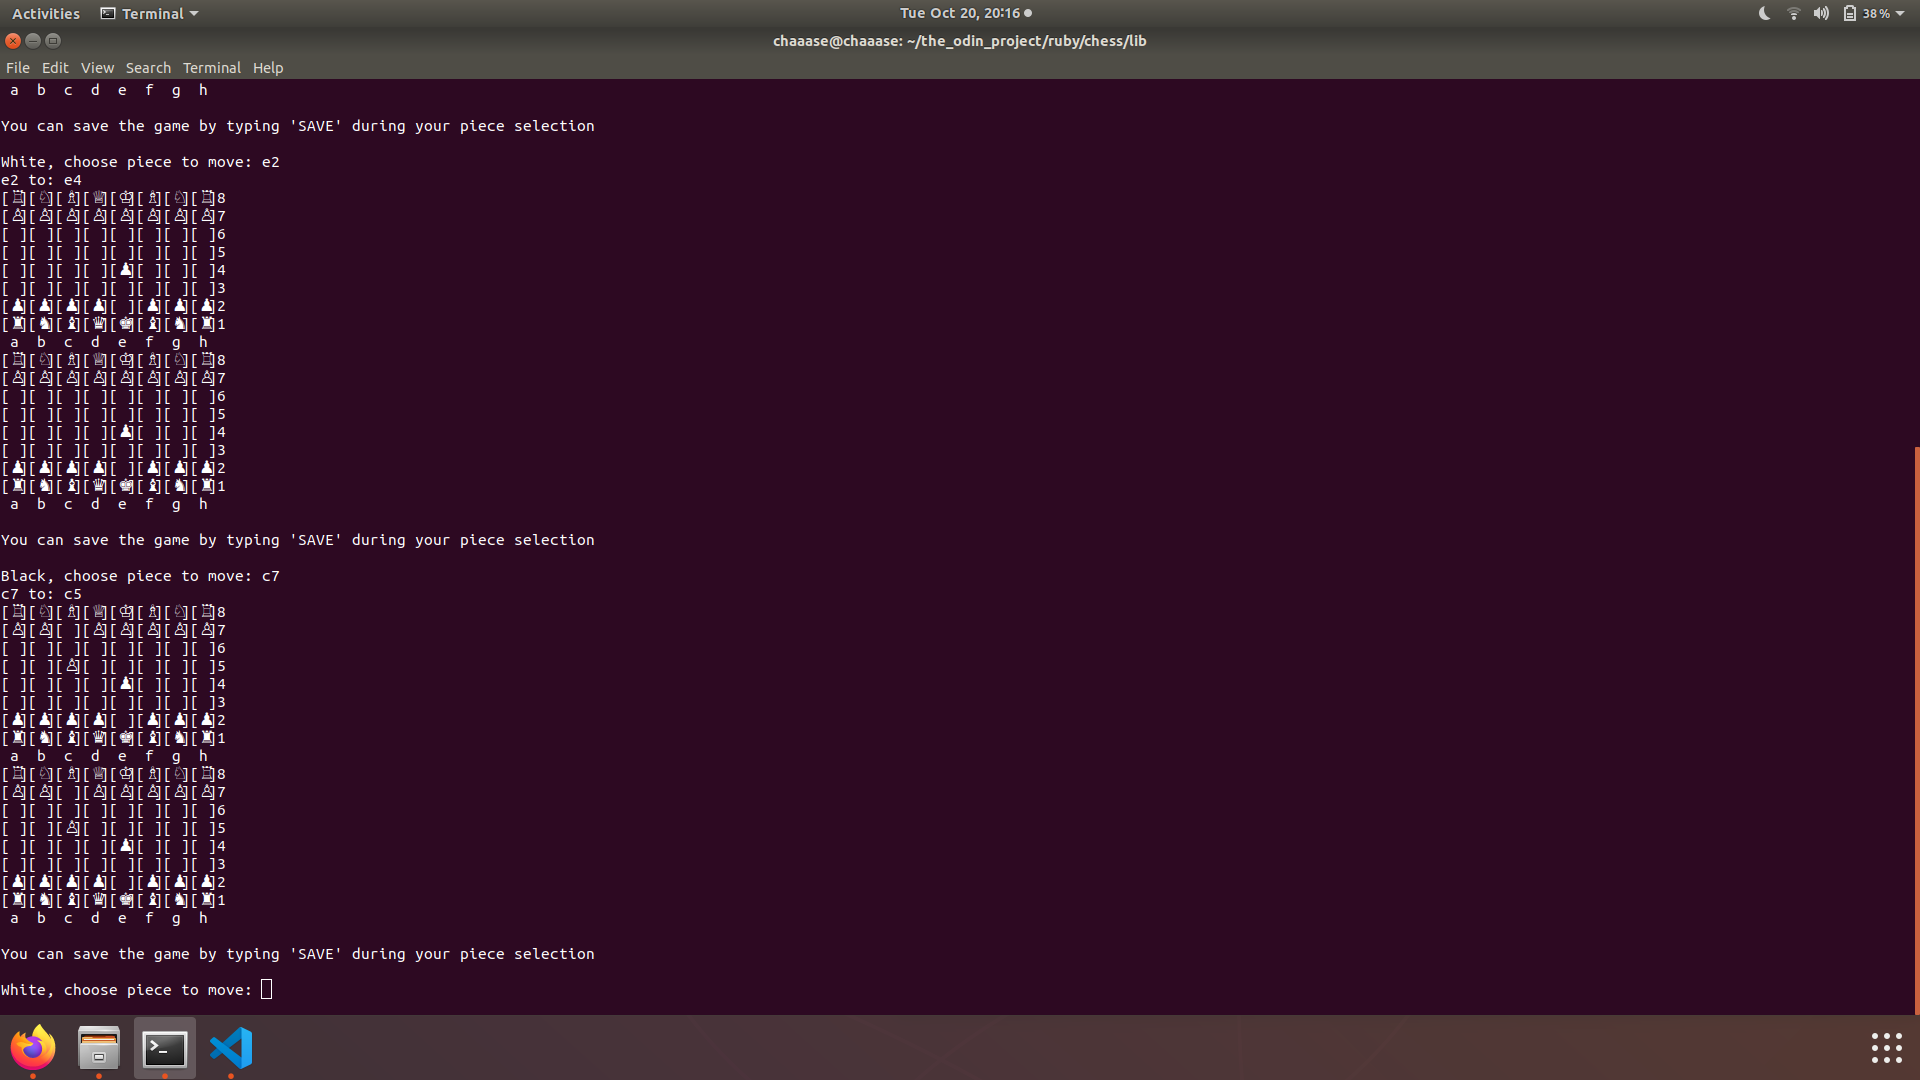 Activities Terminal Tue Oct 20, 20:16 38%
chaaase@chaaase: ~/the_odin_project/ruby/chess/lib
File Edit View Search Terminal Help
a b c d e f g h
You can save the game by typing 'SAVE' during your piece selection
White, choose piece to move: e2
e2 to: e4
[♖][♘][♗][♕][♔][♗][♘][♖]8
[♙][♙][♙][♙][♙][♙][♙][♙]7
[ ][ ][ ][ ][ ][ ][ ][ ]6
[ ][ ][ ][ ][ ][ ][ ][ ]5
[ ][ ][ ][ ][♟][ ][ ][ ]4
[ ][ ][ ][ ][ ][ ][ ][ ]3
[♟][♟][♟][♟][ ][♟][♟][♟]2
[♜][♞][♝][♛][♚][♝][♞][♜]1
a b c d e f g h
[♖][♘][♗][♕][♔][♗][♘][♖]8
[♙][♙][♙][♙][♙][♙][♙][♙]7
[ ][ ][ ][ ][ ][ ][ ][ ]6
[ ][ ][ ][ ][ ][ ][ ][ ]5
[ ][ ][ ][ ][♟][ ][ ][ ]4
[ ][ ][ ][ ][ ][ ][ ][ ]3
[♟][♟][♟][♟][ ][♟][♟][♟]2
[♜][♞][♝][♛][♚][♝][♞][♜]1
a b c d e f g h
You can save the game by typing 'SAVE' during your piece selection
Black, choose piece to move: c7
c7 to: c5
[♖][♘][♗][♕][♔][♗][♘][♖]8
[♙][♙][ ][♙][♙][♙][♙][♙]7
[ ][ ][ ][ ][ ][ ][ ][ ]6
[ ][ ][♙][ ][ ][ ][ ][ ]5
[ ][ ][ ][ ][♟][ ][ ][ ]4
[ ][ ][ ][ ][ ][ ][ ][ ]3
[♟][♟][♟][♟][ ][♟][♟][♟]2
[♜][♞][♝][♛][♚][♝][♞][♜]1
a b c d e f g h
[♖][♘][♗][♕][♔][♗][♘][♖]8
[♙][♙][ ][♙][♙][♙][♙][♙]7
[ ][ ][ ][ ][ ][ ][ ][ ]6
[ ][ ][♙][ ][ ][ ][ ][ ]5
[ ][ ][ ][ ][♟][ ][ ][ ]4
[ ][ ][ ][ ][ ][ ][ ][ ]3
[♟][♟][♟][♟][ ][♟][♟][♟]2
[♜][♞][♝][♛][♚][♝][♞][♜]1
a b c d e f g h
You can save the game by typing 'SAVE' during your piece selection
White, choose piece to move: